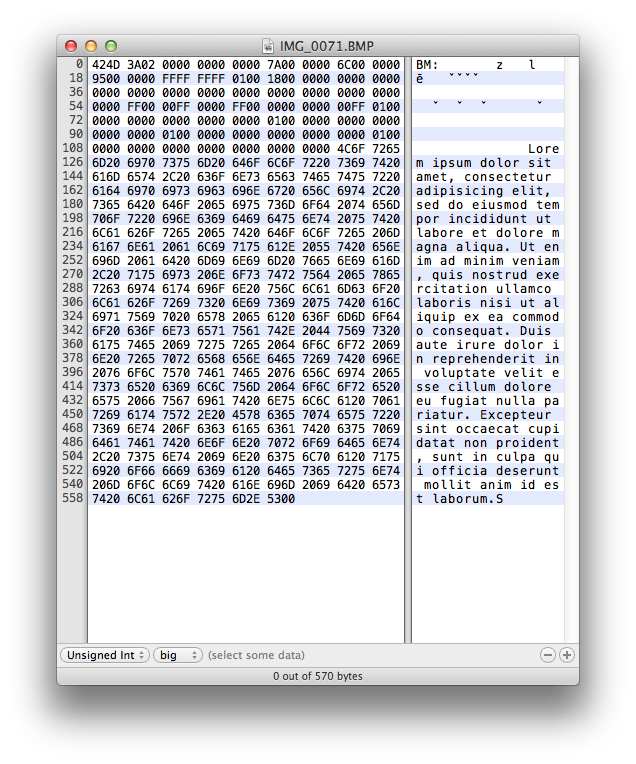 IMG_0071.BMP
0 424D 3A02 0000 0000 0000 7A00 0000 6C00 0000 BM: z l
18 9500 0000 FFFF FFFF 0100 1800 0000 0000 0000 ē ˇˇˇˇ
36 0000 0000 0000 0000 0000 0000 0000 0000 0000
54 0000 FF00 00FF 0000 FF00 0000 0000 00FF 0100 ˇ ˇ ˇ ˇ
72 0000 0000 0000 0000 0000 0100 0000 0000 0000
90 0000 0000 0100 0000 0000 0000 0000 0000 0100
108 0000 0000 0000 0000 0000 0000 0000 4C6F 7265 Lore
126 6D20 6970 7375 6D20 646F 6C6F 7220 7369 7420 m ipsum dolor sit
144 616D 6574 2C20 636F 6E73 6563 7465 7475 7220 amet, consectetur
162 6164 6970 6973 6963 696E 6720 656C 6974 2C20 adipisicing elit,
180 7365 6420 646F 2065 6975 736D 6F64 2074 656D sed do eiusmod tem
198 706F 7220 696E 6369 6469 6475 6E74 2075 7420 por incididunt ut
216 6C61 626F 7265 2065 7420 646F 6C6F 7265 206D labore et dolore m
234 6167 6E61 2061 6C69 7175 612E 2055 7420 656E agna aliqua. Ut en
252 696D 2061 6420 6D69 6E69 6D20 7665 6E69 616D im ad minim veniam
270 2C20 7175 6973 206E 6F73 7472 7564 2065 7865 , quis nostrud exe
288 7263 6974 6174 696F 6E20 756C 6C61 6D63 6F20 rcitation ullamco
306 6C61 626F 7269 7320 6E69 7369 2075 7420 616C laboris nisi ut al
324 6971 7569 7020 6578 2065 6120 636F 6D6D 6F64 iquip ex ea commod
342 6F20 636F 6E73 6571 7561 742E 2044 7569 7320 o consequat. Duis
360 6175 7465 2069 7275 7265 2064 6F6C 6F72 2069 aute irure dolor i
378 6E20 7265 7072 6568 656E 6465 7269 7420 696E n reprehenderit in
396 2076 6F6C 7570 7461 7465 2076 656C 6974 2065 voluptate velit e
414 7373 6520 6369 6C6C 756D 2064 6F6C 6F72 6520 sse cillum dolore
432 6575 2066 7567 6961 7420 6E75 6C6C 6120 7061 eu fugiat nulla pa
450 7269 6174 7572 2E20 4578 6365 7074 6575 7220 riatur. Excepteur
468 7369 6E74 206F 6363 6165 6361 7420 6375 7069 sint occaecat cupi
486 6461 7461 7420 6E6F 6E20 7072 6F69 6465 6E74 datat non proident
504 2C20 7375 6E74 2069 6E20 6375 6C70 6120 7175 , sunt in culpa qu
522 6920 6F66 6669 6369 6120 6465 7365 7275 6E74 i officia deserunt
540 206D 6F6C 6C69 7420 616E 696D 2069 6420 6573 mollit anim id es
558 7420 6C61 626F 7275 6D2E 5300 t laborum.S
Unsigned Int big (select some data)
0 out of 570 bytes